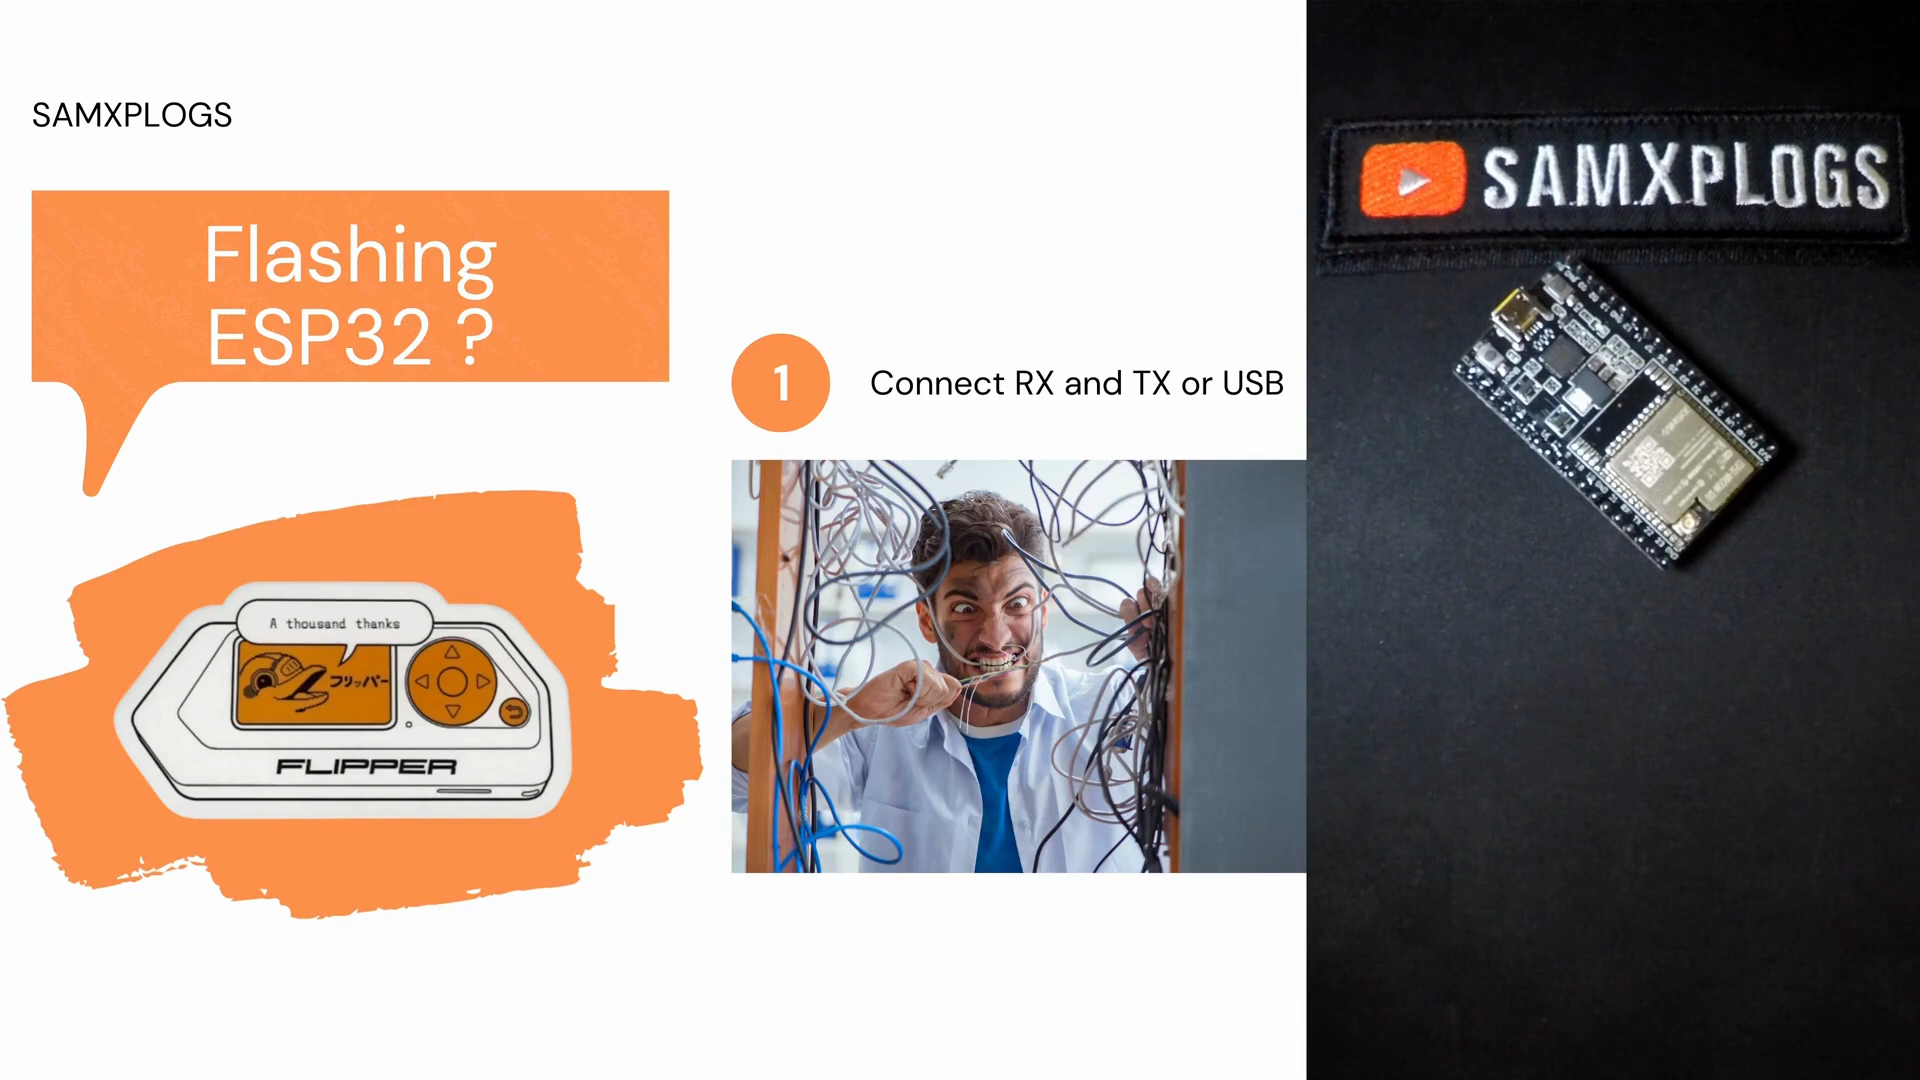 SAMXPLOGS
Flashing
ESP32 ?
A thousand thanks
フリッパー
FLIPPER
1
Connect RX and TX or USB
SAMXPLOGS